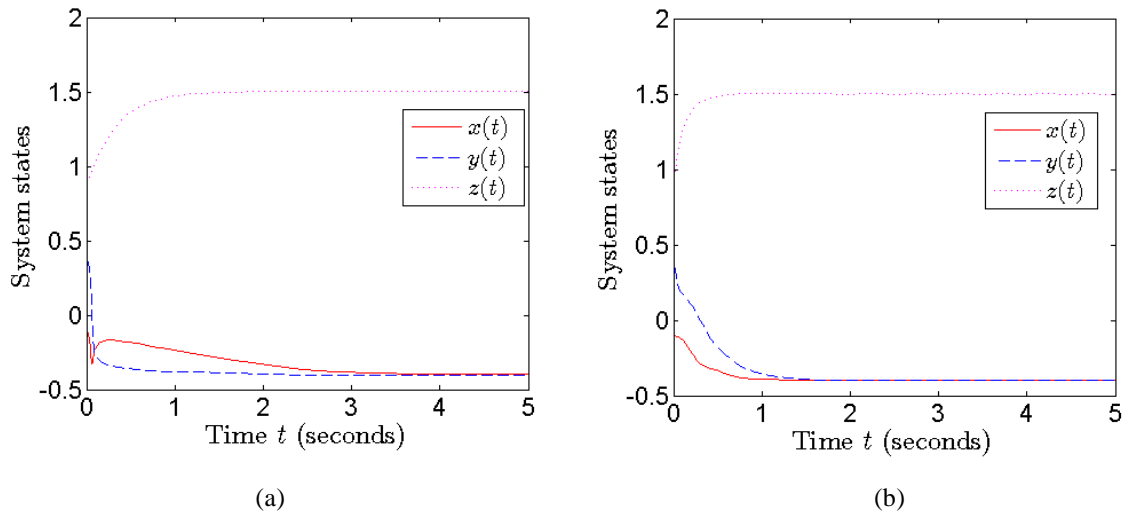 2
1.5
1
0.5
0
-0.5
System states
0 1 2 3 4 5
Time t (seconds)
x(t)
y(t)
z(t)
(a)
2
1.5
1
0.5
0
-0.5
System states
0 1 2 3 4 5
Time t (seconds)
x(t)
y(t)
z(t)
(b)